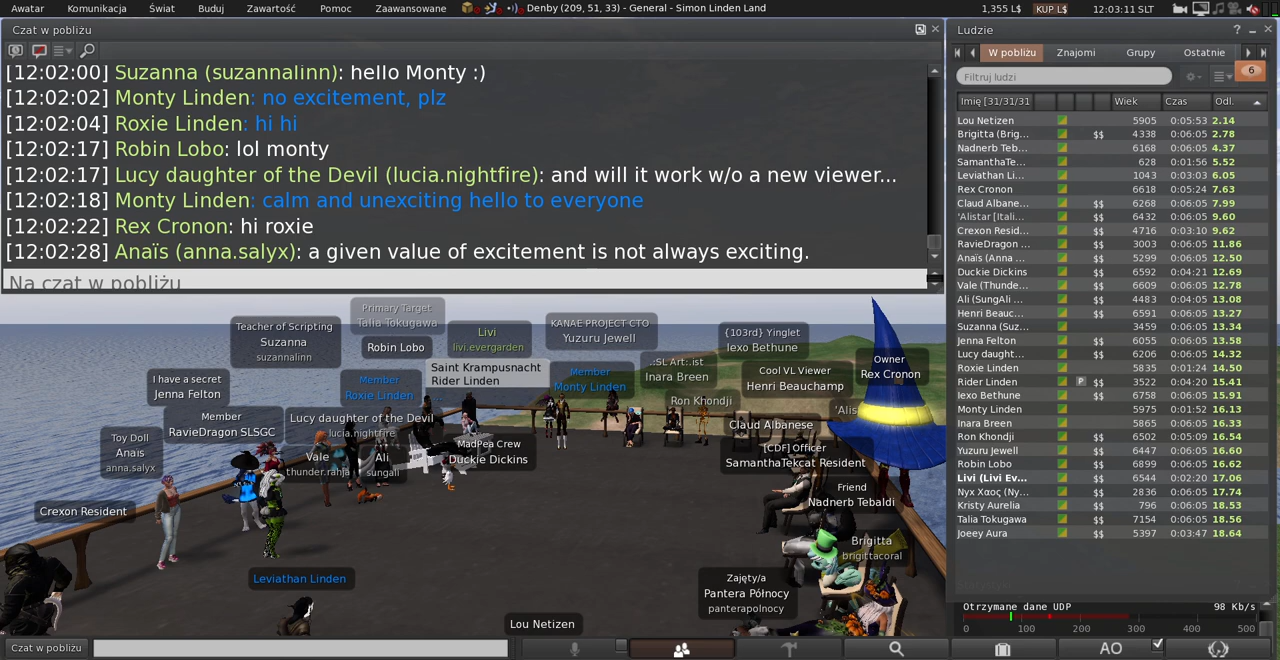 Awatar Komunikacja Świat Buduj Zawartość Pomoc Zaawansowane Denby (209, 51, 33) - General - Simon Linden Land 1,355 L$ KUP L$ 12:03:11 SLT
Czat w pobliżu
[12:02:00] Suzanna (suzannalinn): hello Monty :)
[12:02:02] Monty Linden: no excitement, plz
[12:02:04] Roxie Linden: hi hi
[12:02:17] Robin Lobo: lol monty
[12:02:17] Lucy daughter of the Devil (lucia.nightfire): and will it work w/o a new viewer...
[12:02:18] Monty Linden: calm and unexciting hello to everyone
[12:02:22] Rex Cronon: hi roxie
[12:02:28] Anaïs (anna.salyx): a given value of excitement is not always exciting.
Na czat w pobliżu
Primary Target
Talia Tokugawa
Teacher of Scripting
Suzanna
suzannalinn
Robin Lobo
Livi
livi.evergarden
KANAE PROJECT CTO
Yuzuru Jewell
{103rd} Yinglet
Iexo Bethune
Owner
Rex Cronon
I have a secret
Jenna Felton
Member
Roxie Linden
Saint Krampusnacht
Rider Linden
Member
Monty Linden
.:SL Art:.ist
Inara Breen
Cool VL Viewer
Henri Beauchamp
Ron Khondji
'Alis
Member
RavieDragon SLSGC
Lucy daughter of the Devil
lucia.nightfire
Claud Albanese
Toy Doll
Anais
anna.salyx
Vale
thunder.rahja
Ali
sungali
MadPea Crew
Duckie Dickins
[CDF] Officer
SamanthaTekcat Resident
Friend
Nadnerb Tebaldi
Crexon Resident
Brigitta
brigittacoral
Leviathan Linden
Zajęty/a
Pantera Północy
panterapolnocy
Lou Netizen
Czat w pobliżu
Ludzie
W pobliżu Znajomi Grupy Ostatnie
Filtruj ludzi
6
Imię [31/31/31 Wiek Czas Odl.
Lou Netizen 5905 0:05:53 2.14
Brigitta (Brig... $$ 4338 0:06:05 2.78
Nadnerb Teb... 6168 0:06:05 4.37
SamanthaTe... 628 0:01:56 5.52
Leviathan Li... 1043 0:03:03 6.05
Rex Cronon 6618 0:05:24 7.63
Claud Albane... $$ 6268 0:06:05 7.99
'Alistar [Itali... $$ 6432 0:06:05 9.60
Crexon Resid... $$ 4716 0:03:10 9.62
RavieDragon ... $$ 3003 0:06:05 11.86
Anaïs (Anna ... $$ 5299 0:06:05 12.50
Duckie Dickins $$ 6592 0:04:21 12.69
Vale (Thunde... $$ 6609 0:06:05 12.78
Ali (SungAli ... $$ 4483 0:04:05 13.08
Henri Beauc... $$ 6591 0:06:05 13.27
Suzanna (Suz... 3459 0:06:05 13.34
Jenna Felton $$ 6055 0:06:05 13.58
Lucy daught... $$ 6206 0:06:05 14.32
Roxie Linden 5835 0:01:24 14.50
Rider Linden P $$ 3522 0:04:20 15.41
Iexo Bethune $$ 6758 0:06:05 15.91
Monty Linden 5975 0:01:52 16.13
Inara Breen 5865 0:06:05 16.33
Ron Khondji $$ 6502 0:05:09 16.54
Yuzuru Jewell $$ 6447 0:06:05 16.60
Robin Lobo $$ 6899 0:06:05 16.62
Livi (Livi Ev... $$ 6544 0:02:20 17.06
Nyx Χαος (Ny... $$ 2836 0:06:05 17.74
Kristy Aurelia $$ 796 0:06:05 18.53
Talia Tokugawa $$ 7154 0:06:05 18.56
Joeey Aura $$ 5397 0:03:47 18.64
Otrzymane dane UDP 98 Kb/s
0 100 200 300 400 500
AO